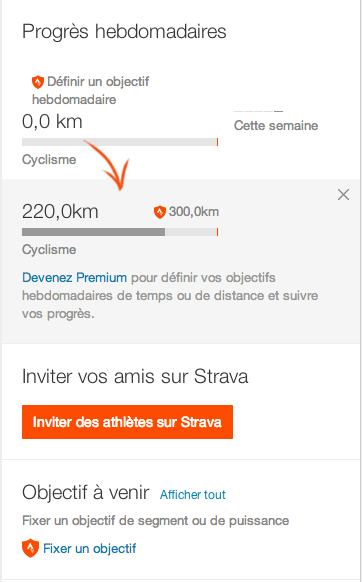 Progrès hebdomadaires
Définir un objectif
hebdomadaire
0,0 km
Cette semaine
Cyclisme
220,0km
300,0km
Cyclisme
Devenez Premium pour définir vos objectifs
hebdomadaires de temps ou de distance et suivre
vos progrès.
Inviter vos amis sur Strava
Inviter des athlètes sur Strava
Objectif à venir Afficher tout
Fixer un objectif de segment ou de puissance
Fixer un objectif